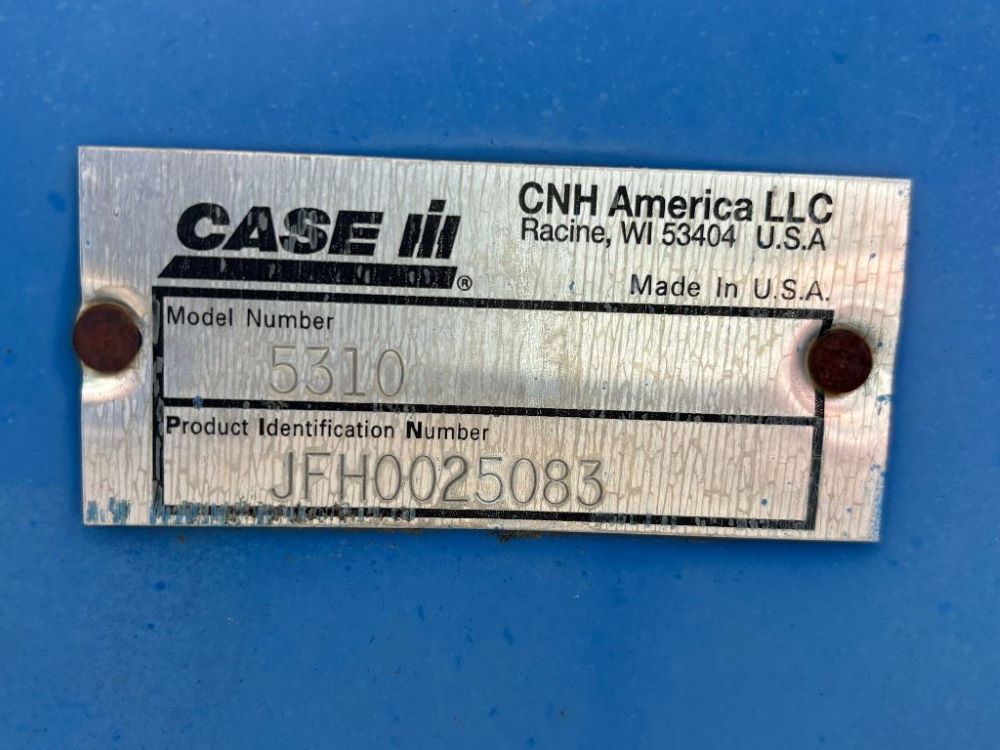 CASE IH
®
CNH America LLC
Racine, WI 53404 U.S.A
Made In U.S.A.
Model Number
5310
Product Identification Number
JFH0025083